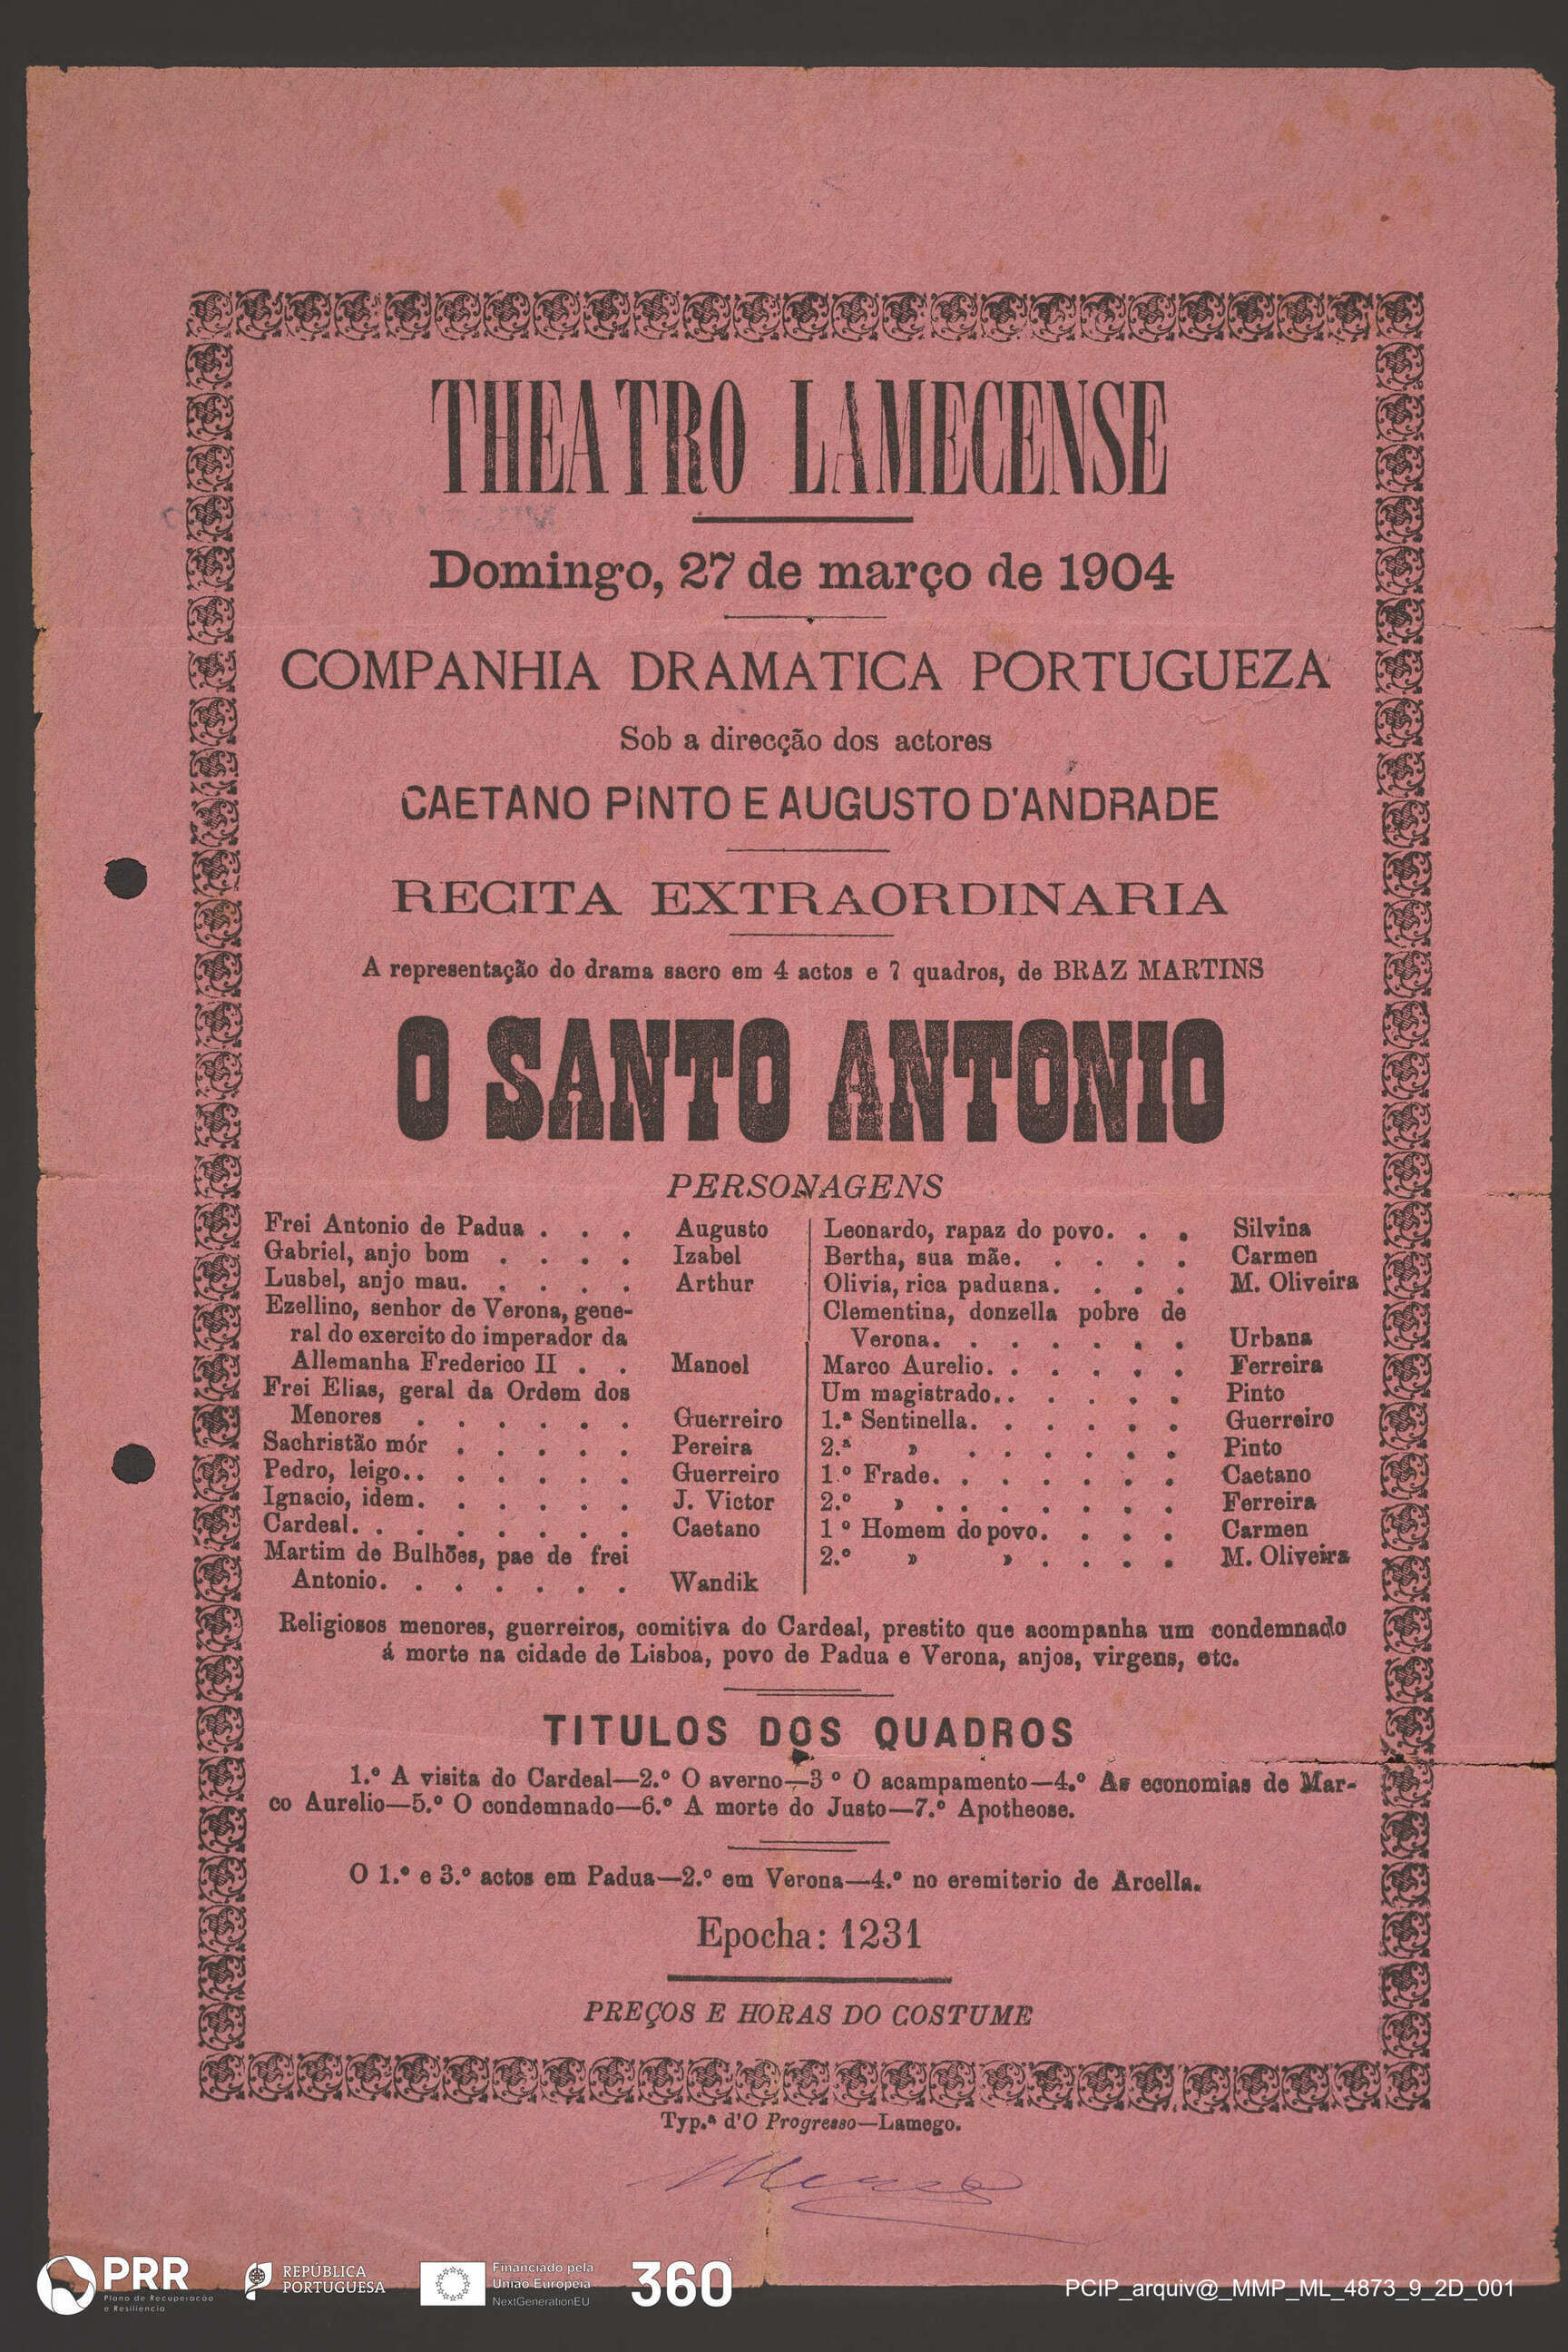 THEATRO LAMECENSE
Domingo, 27 de março de 1904
COMPANHIA DRAMATICA PORTUGUEZA
Sob a direcção dos actores
CAETANO PINTO E AUGUSTO D'ANDRADE
RECITA EXTRAORDINARIA
A representação do drama sacro em 4 actos e 7 quadros, de BRAZ MARTINS
O SANTO ANTONIO
PERSONAGENS
Frei Antonio de Padua . . . Augusto
Gabriel, anjo bom . . . . Izabel
Lusbel, anjo mau. . . . . Arthur
Ezellino, senhor de Verona, gene-
ral do exercito do imperador da
Allemanha Frederico II . . Manoel
Frei Elias, geral da Ordem dos
Menores . . . . . . Guerreiro
Sachristão mór . . . . . Pereira
Pedro, leigo. . . . . . . Guerreiro
Ignacio, idem. . . . . . J. Victor
Cardeal. . . . . . . . Caetano
Martim de Bulhões, pae de frei
Antonio. . . . . . . Wandik
Leonardo, rapaz do povo. . . Silvina
Bertha, sua mãe. . . . . Carmen
Olivia, rica paduana. . . . M. Oliveira
Clementina, donzella pobre de
Verona. . . . . . . Urbana
Marco Aurelio. . . . . . Ferreira
Um magistrado. . . . . . Pinto
1.ª Sentinella. . . . . . Guerreiro
2.ª » . . . . . . Pinto
1.º Frade. . . . . . . Caetano
2.º » . . . . . . . Ferreira
1º Homem do povo. . . . Carmen
2.º » » . . . . M. Oliveira
Religiosos menores, guerreiros, comitiva do Cardeal, prestito que acompanha um condemnado
á morte na cidade de Lisboa, povo de Padua e Verona, anjos, virgens, etc.
TITULOS DOS QUADROS
1.º A visita do Cardeal—2.º O averno—3º O acampamento—4.º As economias de Mar-
co Aurelio—5.º O condemnado—6.º A morte do Justo—7.º Apotheose.
O 1.º e 3.º actos em Padua—2.º em Verona—4.º no eremiterio de Arcella.
Epocha: 1231
PREÇOS E HORAS DO COSTUME
Typ.ª d'O Progresso—Lamego.
PRR
Plano de Recuperação
e Resiliência
REPÚBLICA
PORTUGUESA
Financiado pela
União Europeia
NextGenerationEU
360°
PCIP_arquiv@_MMP_ML_4873_9_2D_001